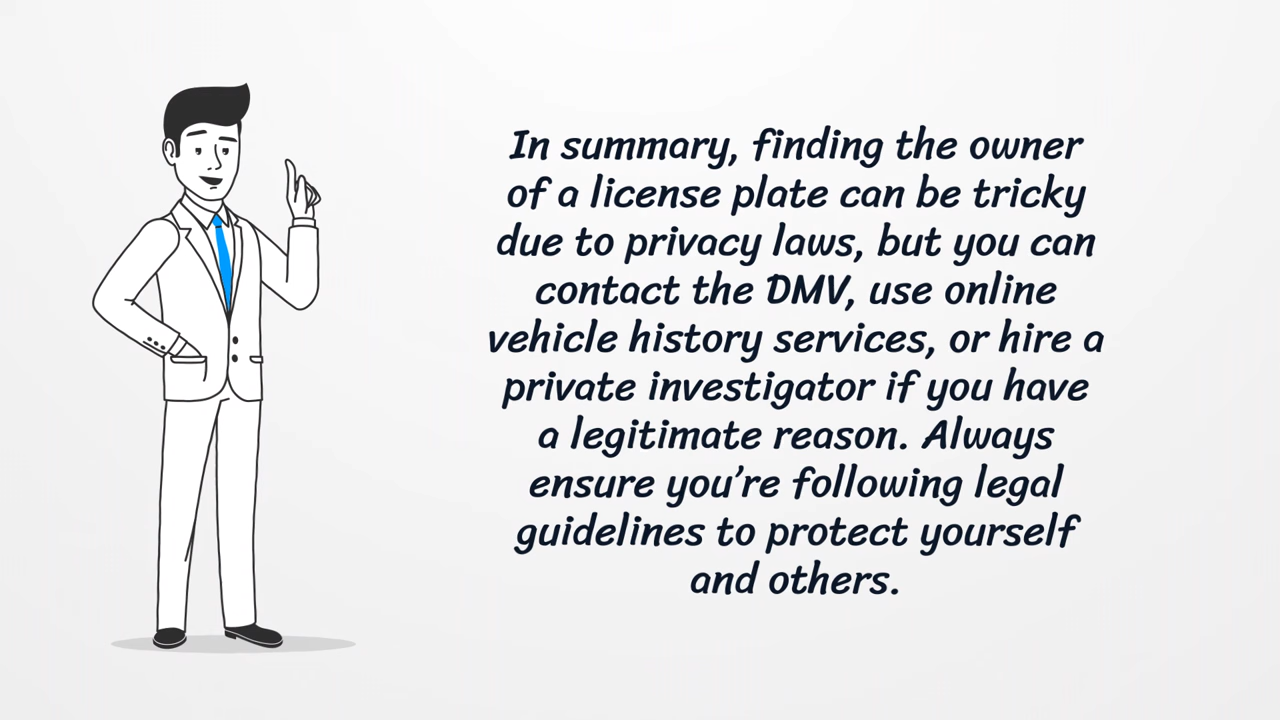 In summary, finding the owner
of a license plate can be tricky
due to privacy laws, but you can
contact the DMV, use online
vehicle history services, or hire a
private investigator if you have
a legitimate reason. Always
ensure you’re following legal
guidelines to protect yourself
and others.